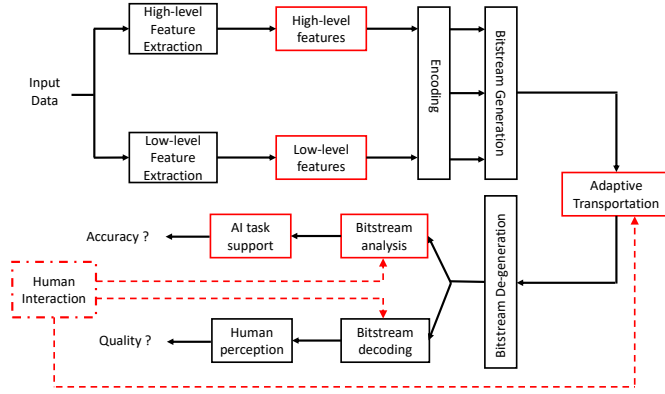 High-level
Feature
Extraction
High-level
features
Input
Data
Encoding
Bitstream Generation
Low-level
Feature
Extraction
Low-level
features
Adaptive
Transportation
Accuracy ?
AI task
support
Bitstream
analysis
Bitstream De-generation
Human
Interaction
Quality ?
Human
perception
Bitstream
decoding